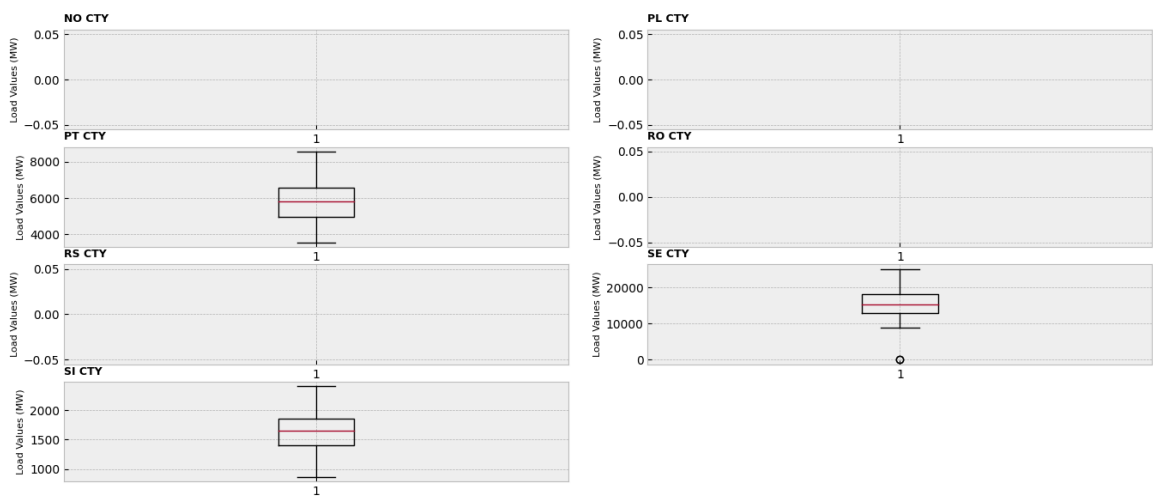 NO CTY
Load Values (MW)
0.05
0.00
−0.05
1
PL CTY
Load Values (MW)
0.05
0.00
−0.05
1
PT CTY
Load Values (MW)
8000
6000
4000
1
RO CTY
Load Values (MW)
0.05
0.00
−0.05
1
RS CTY
Load Values (MW)
0.05
0.00
−0.05
1
SE CTY
Load Values (MW)
20000
10000
0
1
SI CTY
Load Values (MW)
2000
1500
1000
1